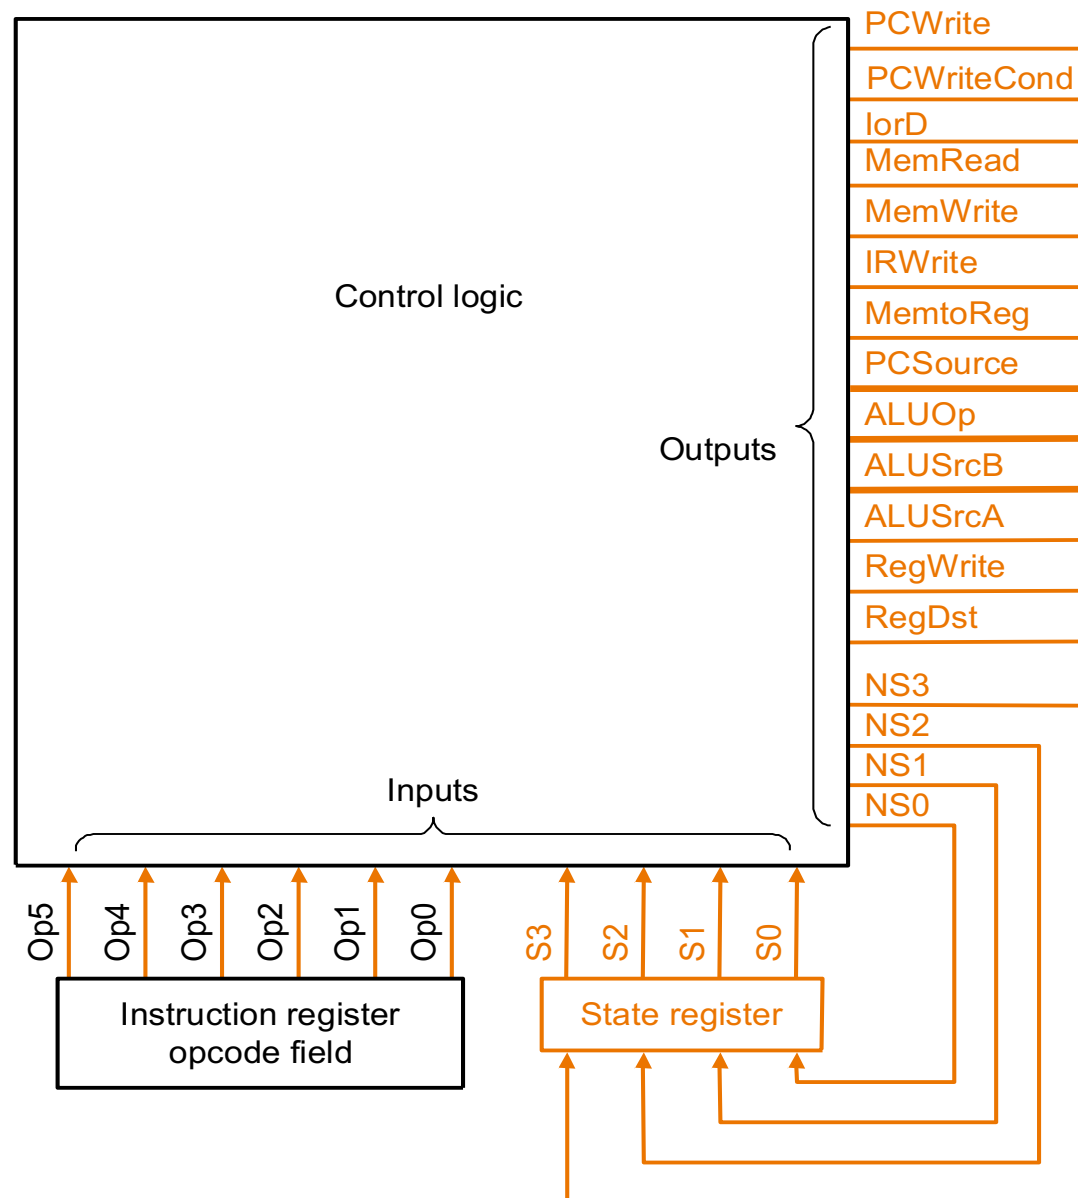 PCWrite
PCWriteCond
IorD
MemRead
MemWrite
IRWrite
Control logic
MemtoReg
PCSource
ALUOp
Outputs
ALUSrcB
ALUSrcA
RegWrite
RegDst
NS3
NS2
NS1
Inputs
NS0
Op5
Op4
Op3
Op2
Op1
Op0
S3
S2
S1
S0
Instruction register
opcode field
State register